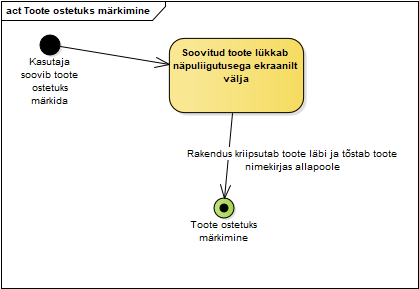 act Toote ostetuks märkimine
Kasutaja
soovib toote
ostetuks
märkida
Soovitud toote lükkab
näpuliigutusega ekraanilt
välja
Rakendus kriipsutab toote läbi ja tõstab toote
nimekirjas allapoole
Toote ostetuks
märkimine